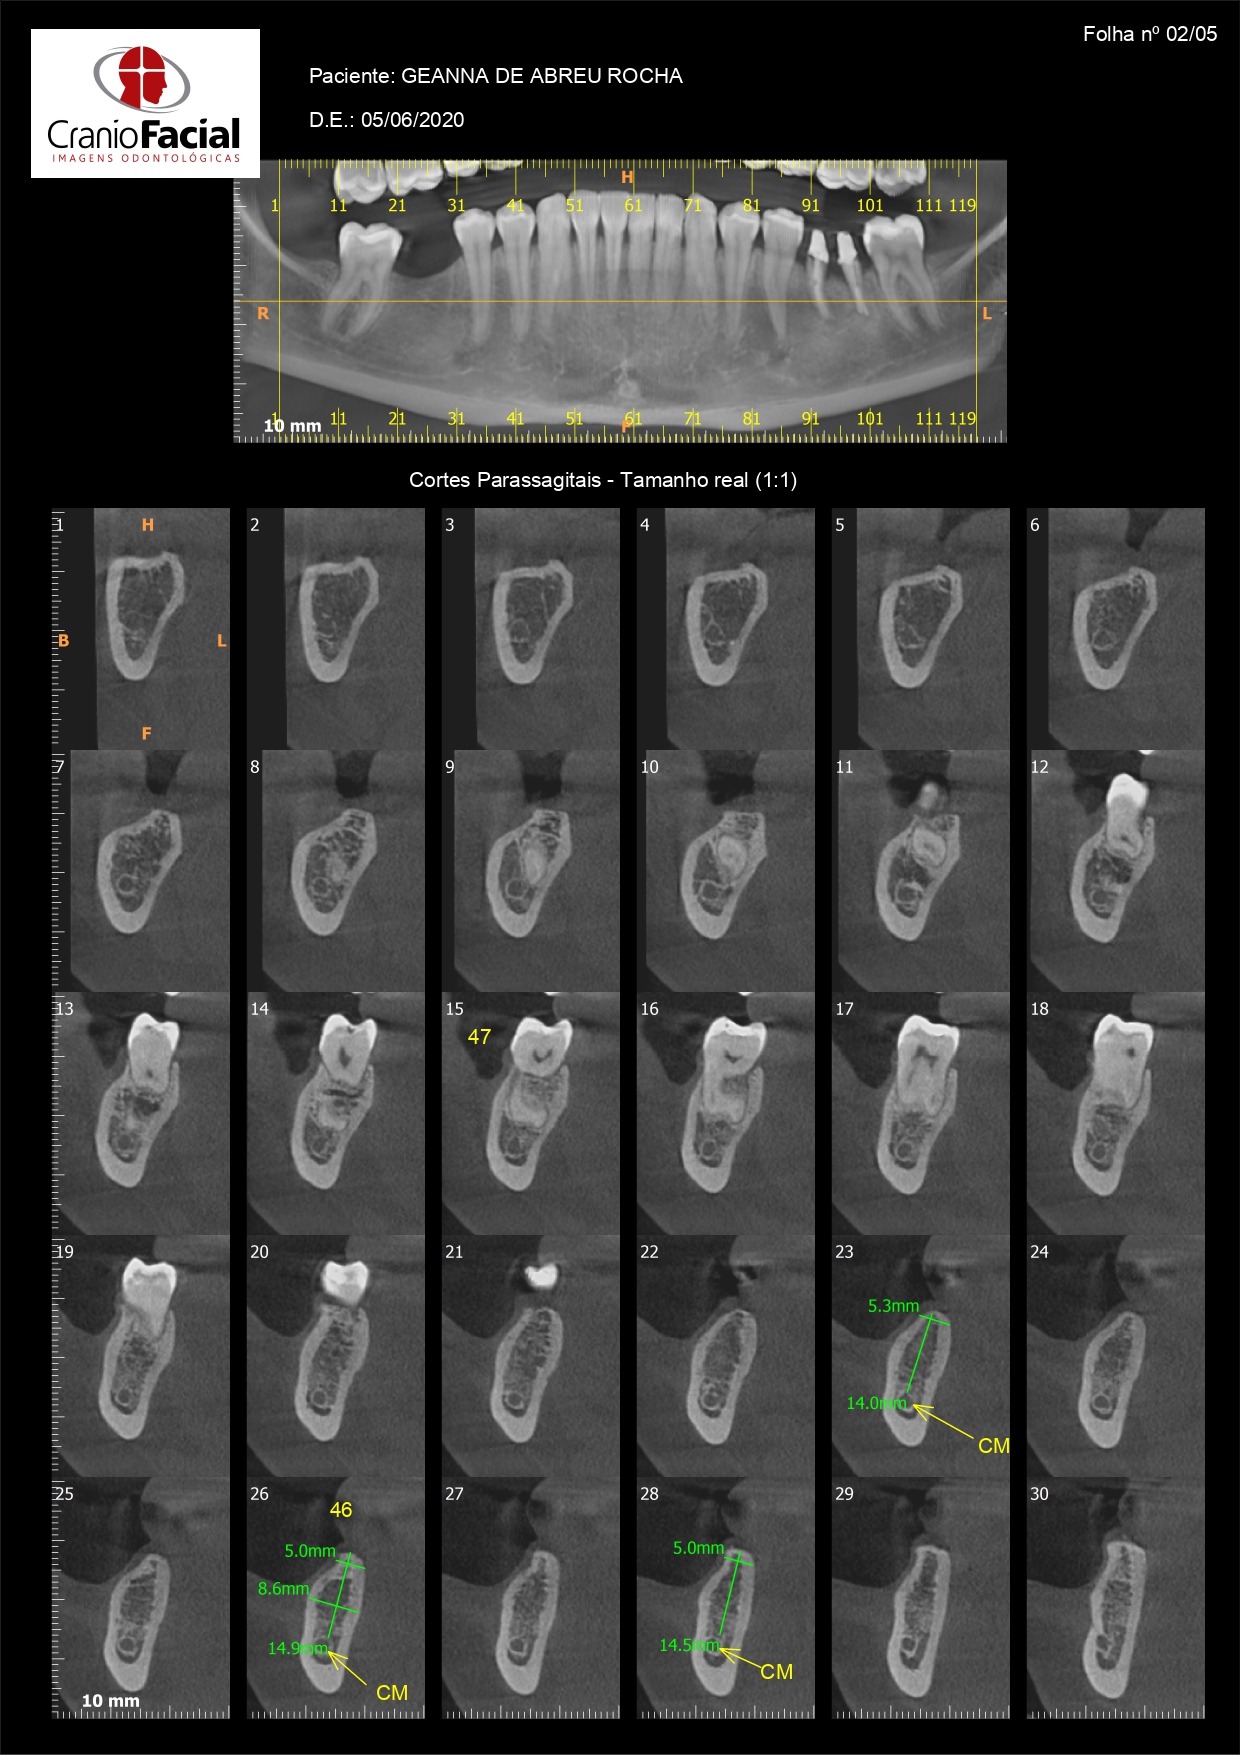 Folha nº 02/05
CranioFacial
IMAGENS ODONTOLÓGICAS
Paciente: GEANNA DE ABREU ROCHA
D.E.: 05/06/2020
H
1 11 21 31 41 51 61 71 81 91 101 111 119
R L
1 11 21 31 41 51 61 71 81 91 101 111 119
10 mm F
Cortes Parassagitais - Tamanho real (1:1)
1 H 2 3 4 5 6
B L
F
7 8 9 10 11 12
13 14 15 16 17 18
47
19 20 21 22 23 24
5.3mm
14.0mm
CM
25 26 27 28 29 30
46
5.0mm 5.0mm
8.6mm
14.9mm 14.5mm
CM CM
10 mm